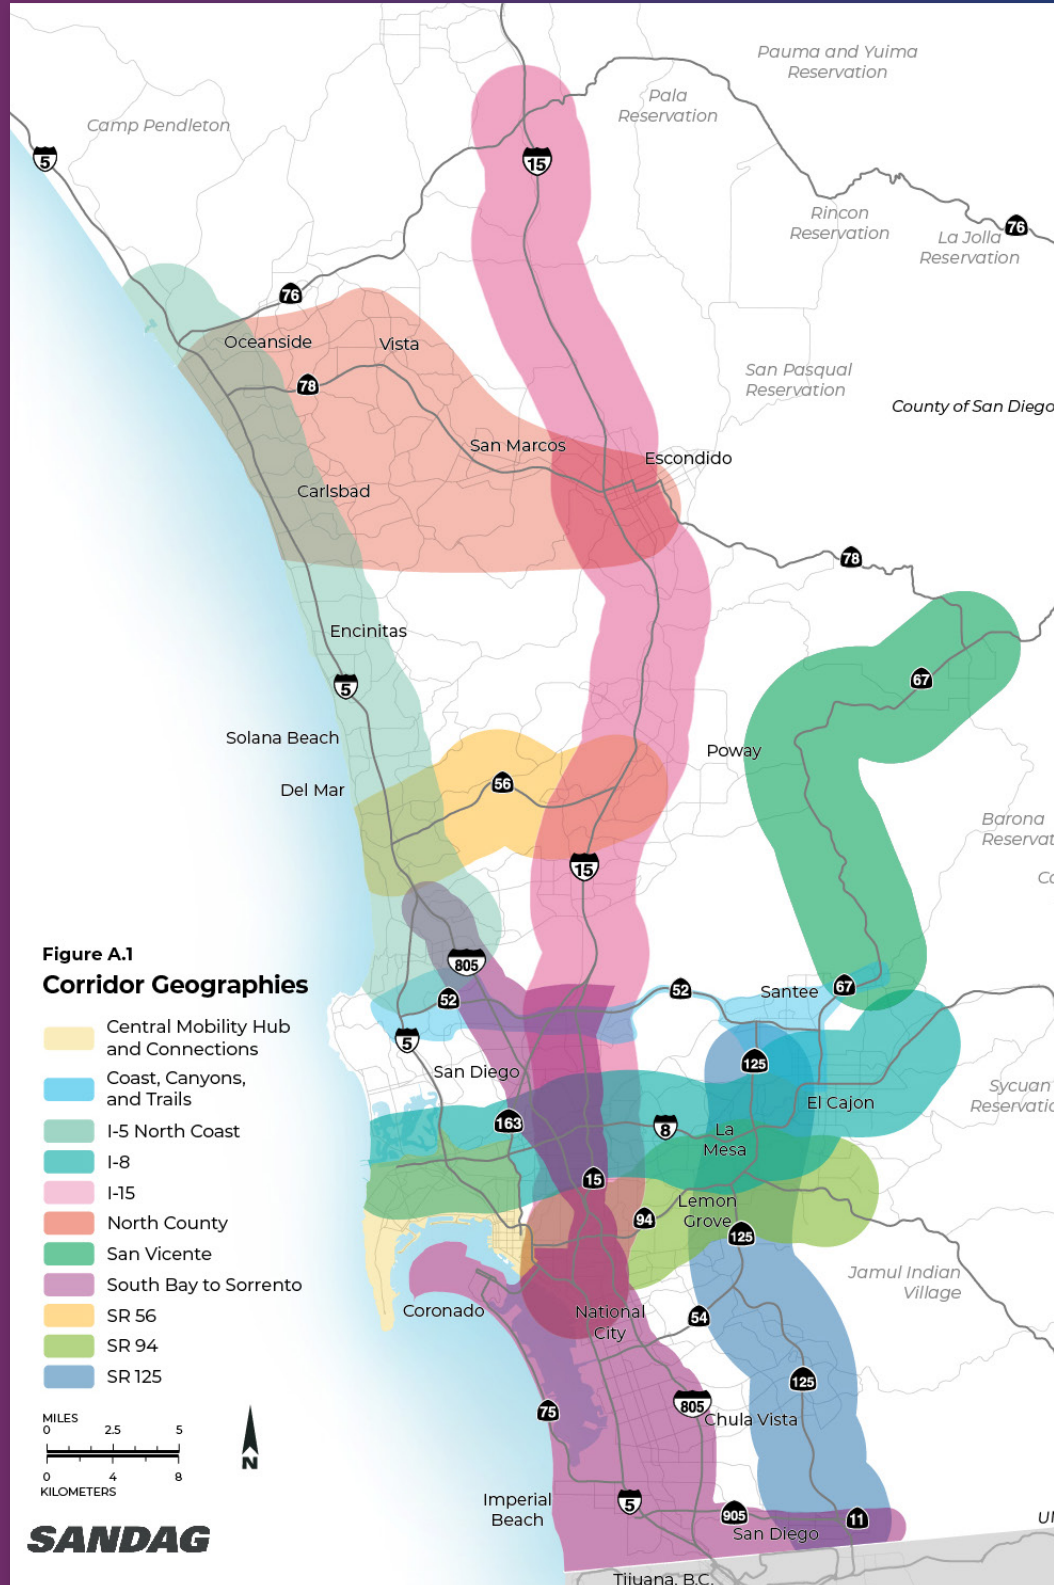 Pauma and Yuima
Reservation
Pala
Reservation
Camp Pendleton
5
15
Rincon
Reservation
La Jolla
Reservation
76
76
Oceanside
Vista
78
San Pasqual
Reservation
County of San Diego
San Marcos
Escondido
Carlsbad
78
Encinitas
5
67
Solana Beach
Poway
Del Mar
56
Barona
15
805
52
52
Santee
67
5
San Diego
125
El Cajon
Sycuan
163
8
La
Mesa
15
94
Lemon
Grove
125
Jamul Indian
Village
Coronado
National
City
54
125
75
805
Chula Vista
Imperial
Beach
5
905
San Diego
11
Tijuana, B.C.
Figure A.1
Corridor Geographies
Central Mobility Hub
and Connections
Coast, Canyons,
and Trails
I-5 North Coast
I-8
I-15
North County
San Vicente
South Bay to Sorrento
SR 56
SR 94
SR 125
MILES
0 2.5 5
0 4 8
KILOMETERS
N
SANDAG